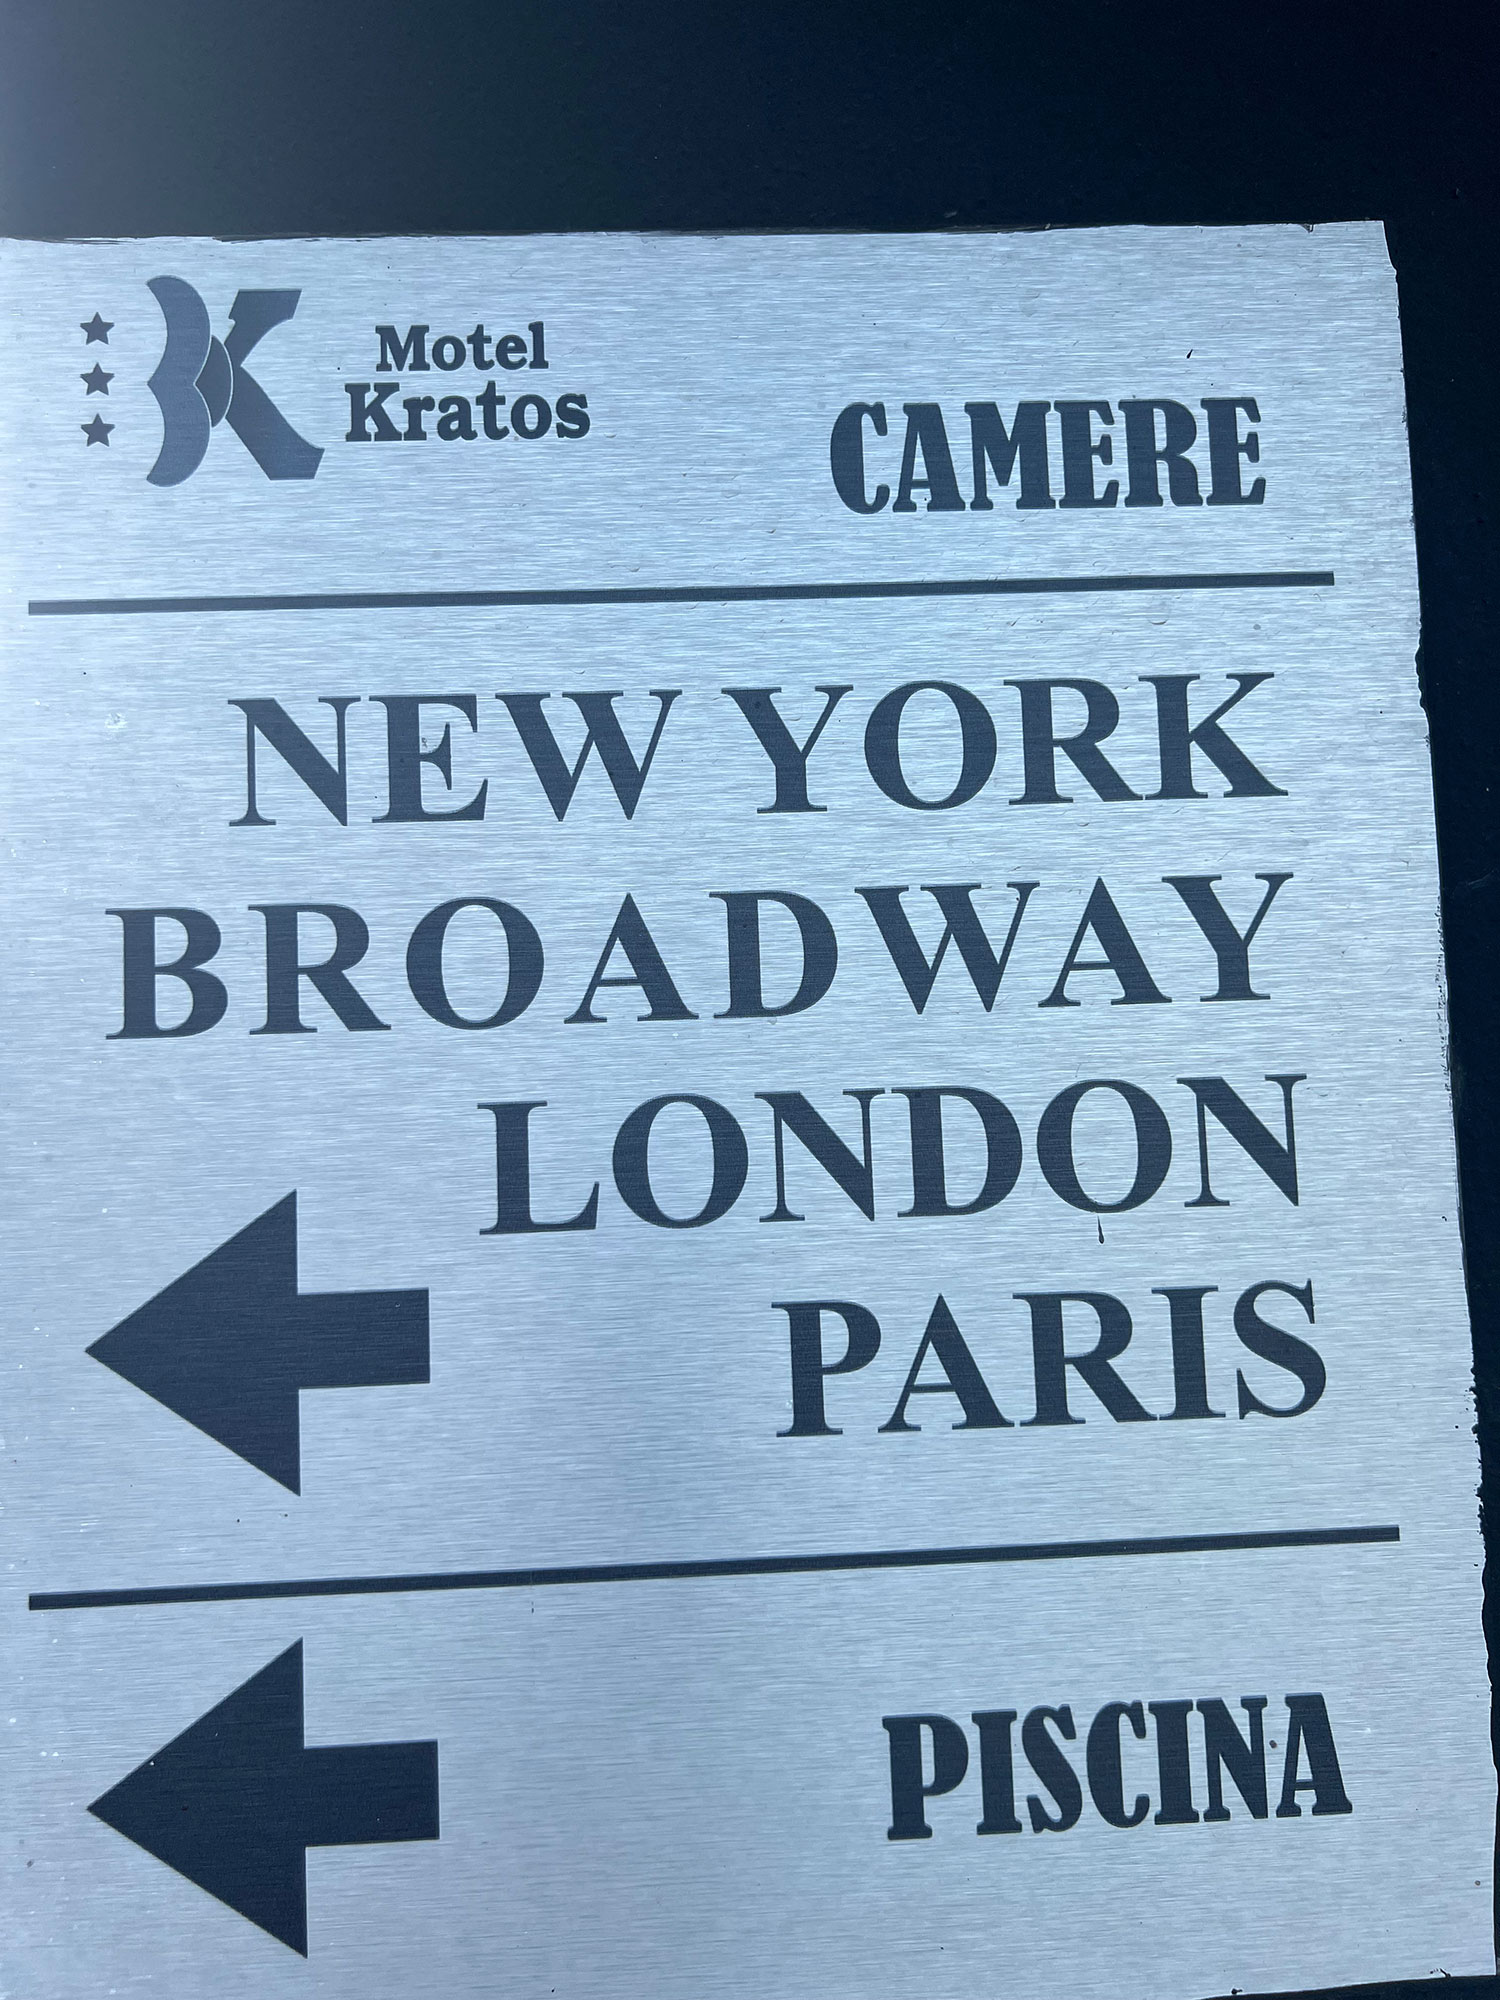 Motel
Kratos
CAMERE
NEW YORK
BROADWAY
LONDON
PARIS
PISCINA